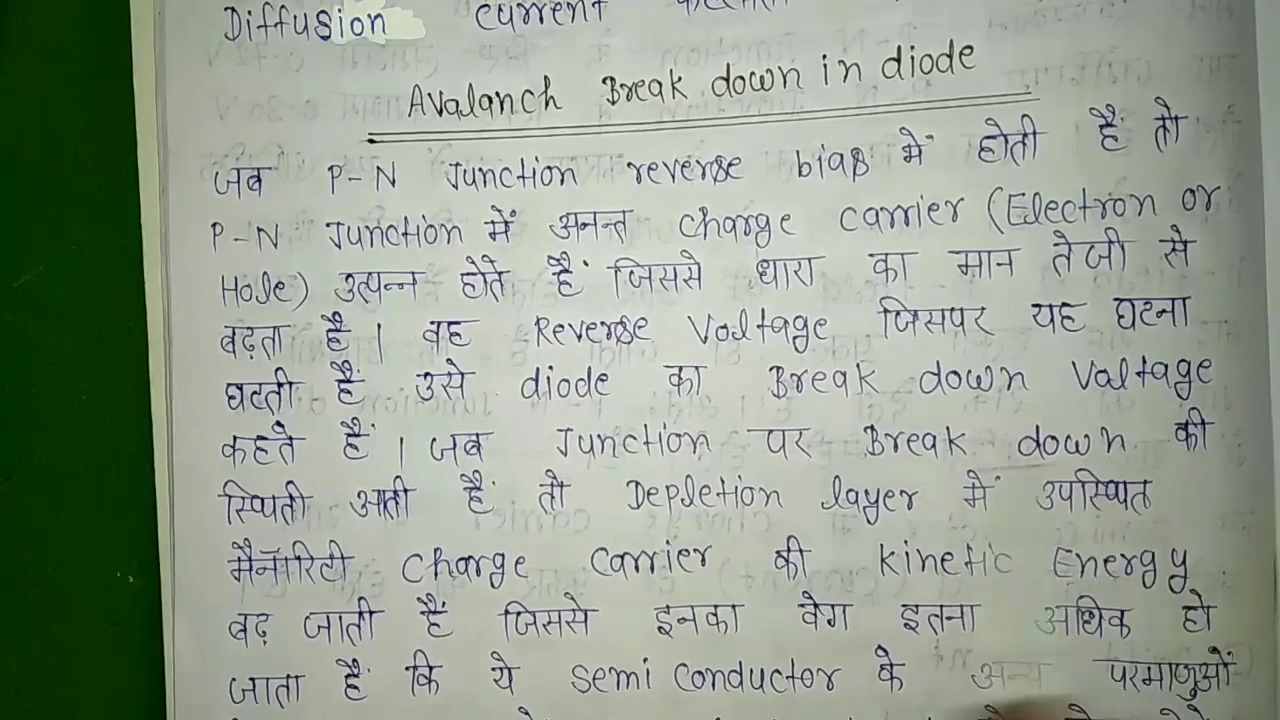 Diffusion current
Avalanch Break down in diode
जब P-N Junction reverse bias में होती हैं तो
P-N Junction में अनन्त charge carrier (Electron or
Hole) उत्पन्न होते हैं जिससे धारा का मान तेजी से
बढ़ता है। वह Reverse Voltage जिसपर यह घटना
घटती हैं उसे diode का Break down Valtage
कहते हैं। जब Junction पर Break down की
स्थिती आती हैं तो Depletion layer में उपस्थित
मैनॉरिटी charge carrier की kinetic Energy
बढ़ जाती हैं जिससे इनका वेग इतना अधिक हो
जाता हैं कि ये semi conductor के अन्य परमाणुओं